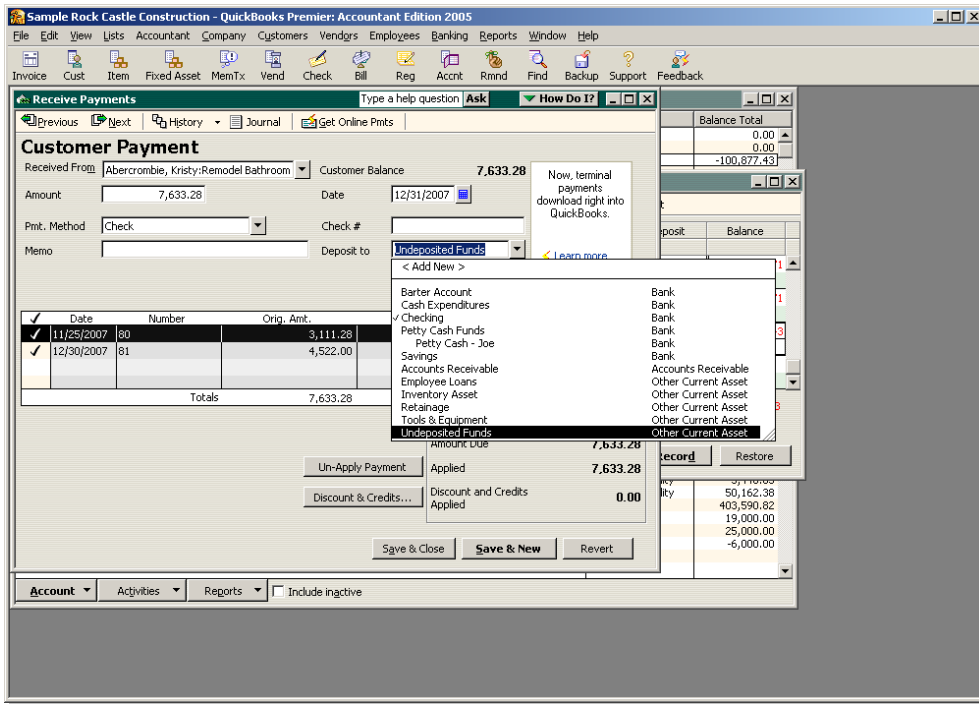 Sample Rock Castle Construction - QuickBooks Premier: Accountant Edition 2005
File Edit View Lists Accountant Company Customers Vendors Employees Banking Reports Window Help
Invoice Cust Item Fixed Asset MemTx Vend Check Bill Reg Accnt Rmnd Find Backup Support Feedback
Receive Payments Type a help question Ask How Do I?
Previous Next History Journal Get Online Pmts
Balance Total
0.00
0.00
-100,877.43
Customer Payment
Received From Abercrombie, Kristy:Remodel Bathroom Customer Balance 7,633.28
Amount 7,633.28 Date 12/31/2007
Pmt. Method Check Check #
Memo Deposit to Undeposited Funds
Now, terminal
payments
download right into
QuickBooks.
Learn more
Balance
< Add New >
Barter Account Bank
Cash Expenditures Bank
✓ Checking Bank
Petty Cash Funds Bank
Petty Cash - Joe Bank
Savings Bank
Accounts Receivable Accounts Receivable
Employee Loans Other Current Asset
Inventory Asset Other Current Asset
Retainage Other Current Asset
Tools & Equipment Other Current Asset
Undeposited Funds Other Current Asset
✓ Date Number Orig. Amt.
✓ 11/25/2007 80 3,111.28
✓ 12/30/2007 81 4,522.00
Totals 7,633.28
Amount Due 7,633.28
Un-Apply Payment Applied 7,633.28
Discount & Credits... Discount and Credits
Applied 0.00
Record Restore
50,162.38
403,590.82
19,000.00
25,000.00
-6,000.00
Save & Close Save & New Revert
Account Activities Reports Include inactive